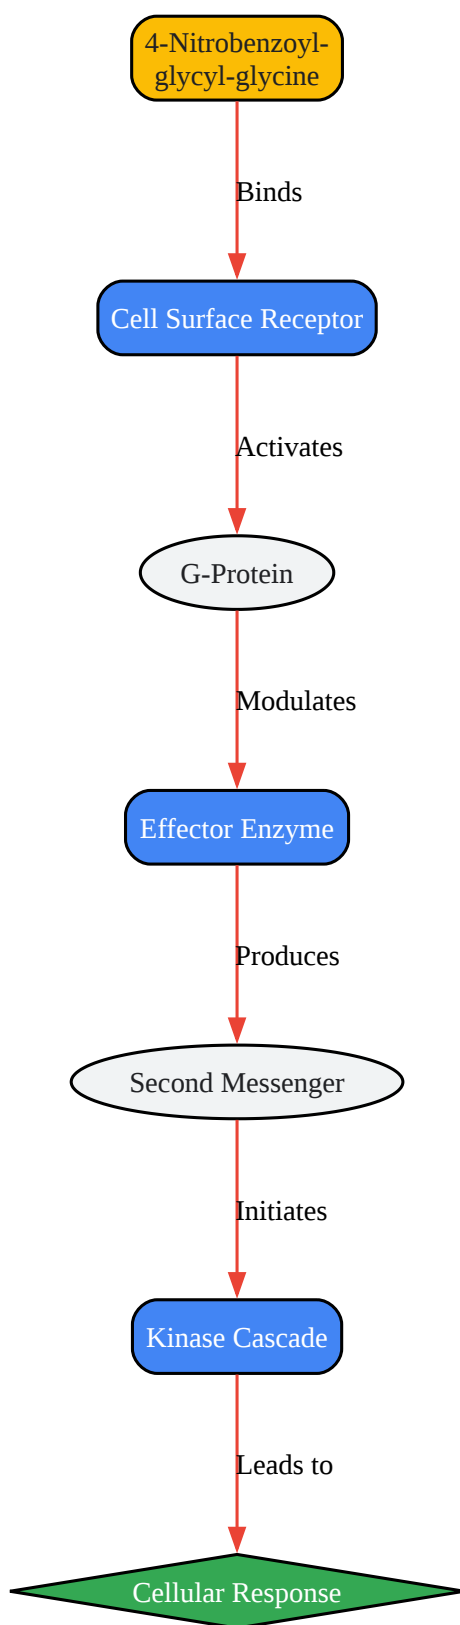 4-Nitrobenzoyl-
glycyl-glycine
Binds
Cell Surface Receptor
Activates
G-Protein
Modulates
Effector Enzyme
Produces
Second Messenger
Initiates
Kinase Cascade
Leads to
Cellular Response